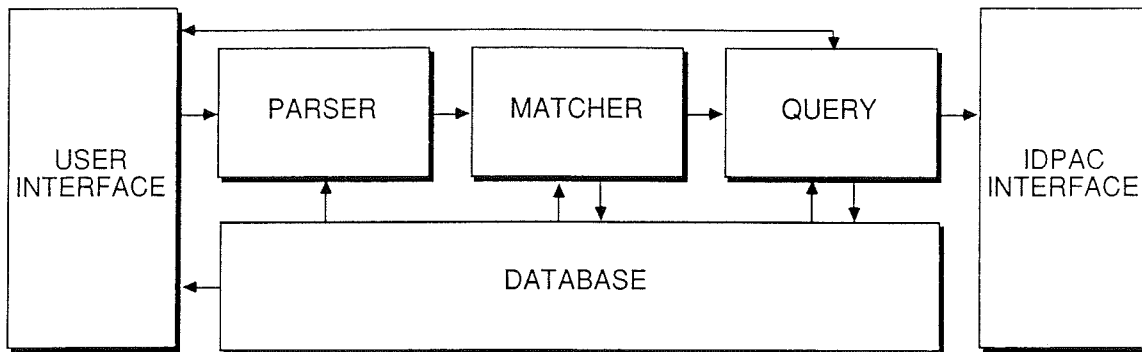 PARSER
MATCHER
QUERY
USER
INTERFACE
IDPAC
INTERFACE
DATABASE